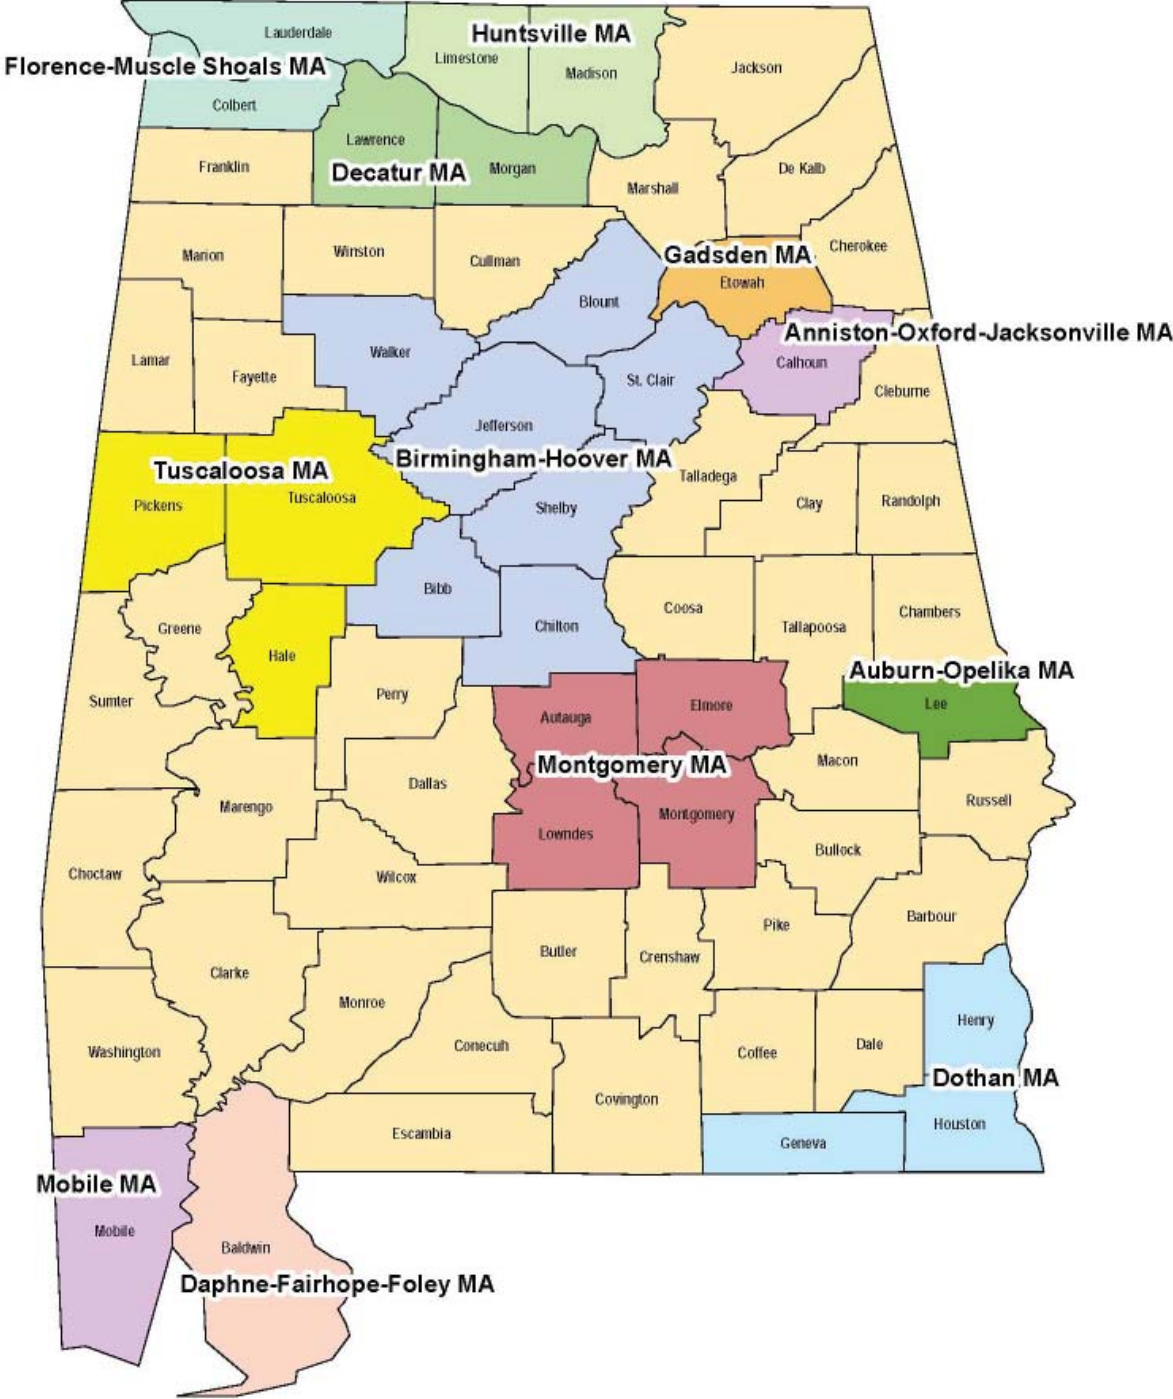 Lauderdale
Huntsville MA
Limestone
Florence-Muscle Shoals MA
Madison
Jackson
Colbert
Lawrence
Franklin
Decatur MA
Morgan
De Kalb
Marshall
Marion
Winston
Cullman
Gadsden MA
Cherokee
Etowah
Blount
Anniston-Oxford-Jacksonville MA
Walker
Lamar
Calhoun
Fayette
St. Clair
Cleburne
Jefferson
Birmingham-Hoover MA
Tuscaloosa MA
Talladega
Pickens
Tuscaloosa
Shelby
Clay
Randolph
Bibb
Coosa
Chambers
Greene
Chilton
Tallapoosa
Hale
Auburn-Opelika MA
Sumter
Perry
Autauga
Elmore
Lee
Montgomery MA
Macon
Dallas
Marengo
Russell
Montgomery
Lowndes
Bullock
Choctaw
Wilcox
Barbour
Pike
Butler
Crenshaw
Clarke
Monroe
Henry
Conecuh
Washington
Coffee
Dale
Dothan MA
Covington
Escambia
Houston
Geneva
Mobile MA
Mobile
Baldwin
Daphne-Fairhope-Foley MA